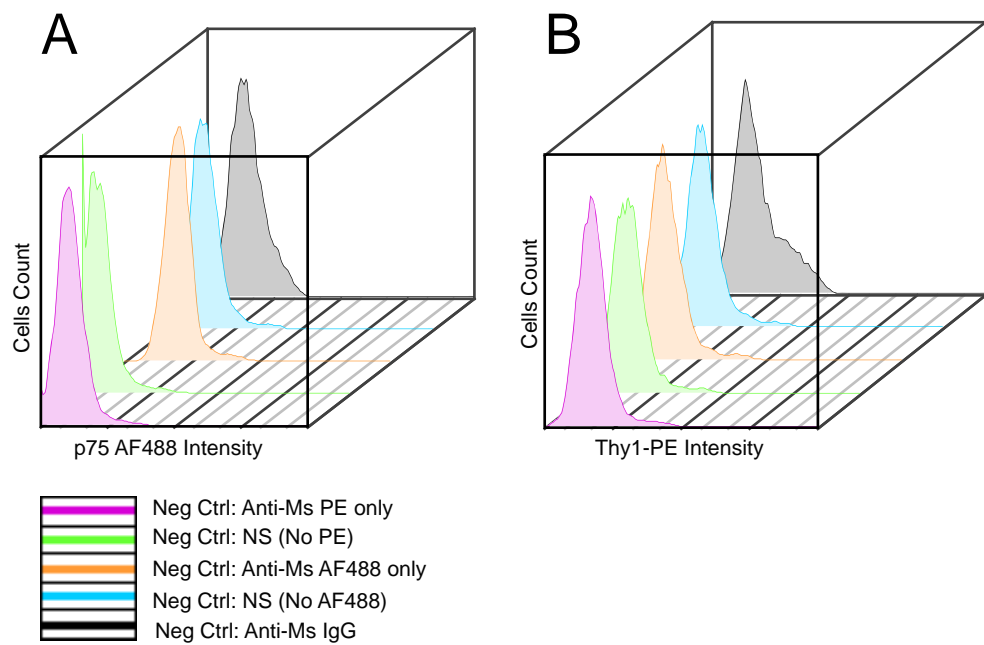 A
B
Cells Count
Cells Count
p75 AF488 Intensity
Thy1-PE Intensity
Neg Ctrl: Anti-Ms PE only
Neg Ctrl: NS (No PE)
Neg Ctrl: Anti-Ms AF488 only
Neg Ctrl: NS (No AF488)
Neg Ctrl: Anti-Ms IgG